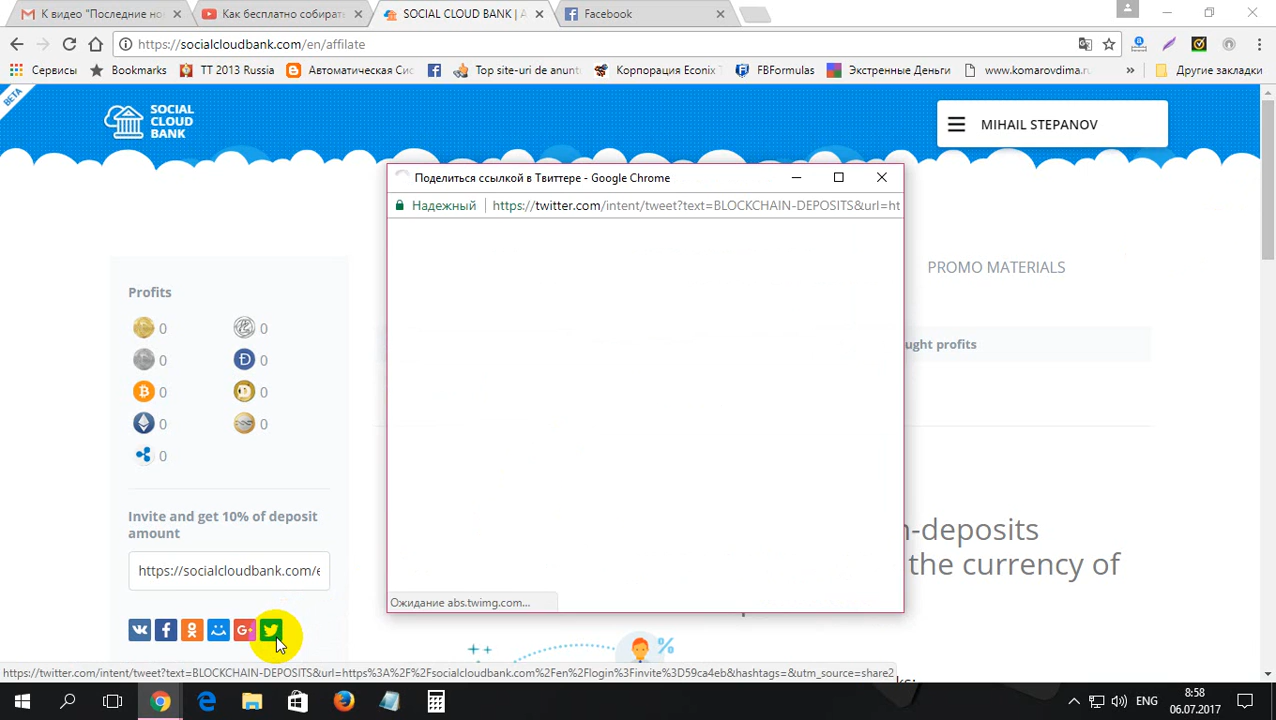 К видео "Последние нов
Как бесплатно собирать
SOCIAL CLOUD BANK | A
Facebook
https://socialcloudbank.com/en/affilate
Сервисы
Bookmarks
TT 2013 Russia
Автоматическая Сис
Top site-uri de anunt
Корпорация Econix
FBFormulas
Экстренные Деньги
www.komarovdima.ru
»
Другие закладки
BETA
SOCIAL
CLOUD
BANK
MIHAIL STEPANOV
Поделиться ссылкой в Твиттере - Google Chrome
Надежный
https://twitter.com/intent/tweet?text=BLOCKCHAIN-DEPOSITS&url=ht
PROMO MATERIALS
Profits
0
0
0
0
0
0
0
0
0
ught profits
Invite and get 10% of deposit
amount
https://socialcloudbank.com/e
n-deposits
the currency of
Ожидание abs.twimg.com...
%
https://twitter.com/intent/tweet?text=BLOCKCHAIN-DEPOSITS&url=https%3A%2F%2Fsocialcloudbank.com%2Fen%2Flogin%3Finvite%3D59ca4eb&hashtags=&utm_source=share2
ENG
8:58
06.07.2017